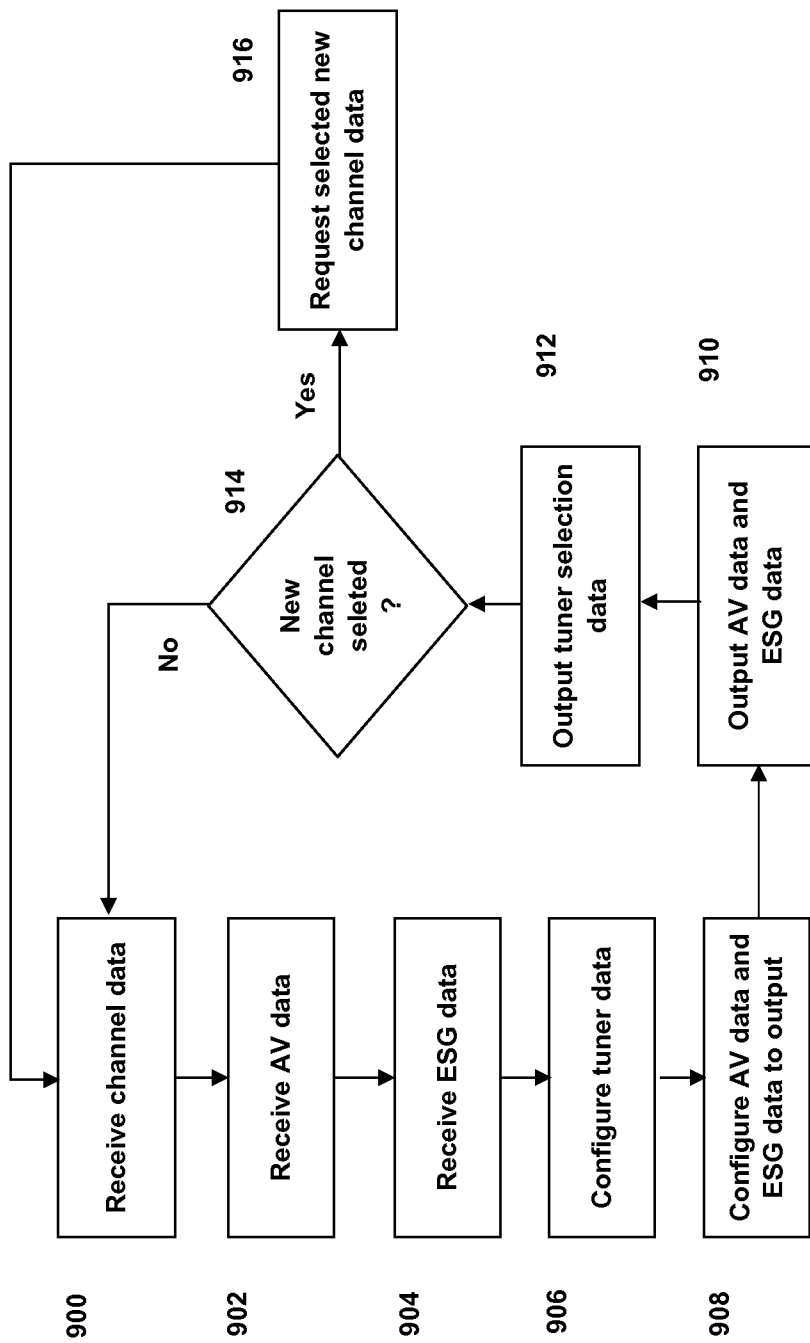 900
Receive channel data
902
Receive AV data
904
Receive ESG data
906
Configure tuner data
908
Configure AV data and
ESG data to output
910
Output AV data and
ESG data
912
Output tuner selection
data
914
New
channel
seleted
?
No
Yes
916
Request selected new
channel data